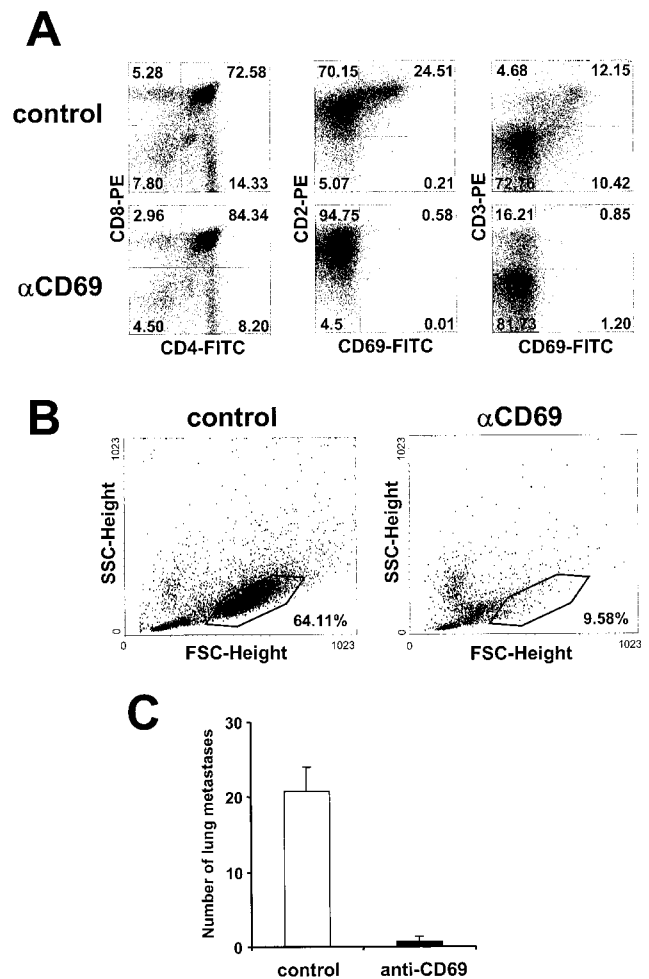 A
control
αCD69
CD8-PE
5.28 72.58
7.80 14.33
2.96 84.34
4.50 8.20
CD4-FITC
CD2-PE
70.15 24.51
5.07 0.21
94.75 0.58
4.5 0.01
CD69-FITC
CD3-PE
4.68 12.15
10.42
16.21 0.85
81.73 1.20
CD69-FITC
B
control
1023
SSC-Height
64.11%
0
0 1023
FSC-Height
αCD69
1023
SSC-Height
9.58%
0
0 1023
FSC-Height
C
Number of lung metastases
30
20
10
0
control anti-CD69